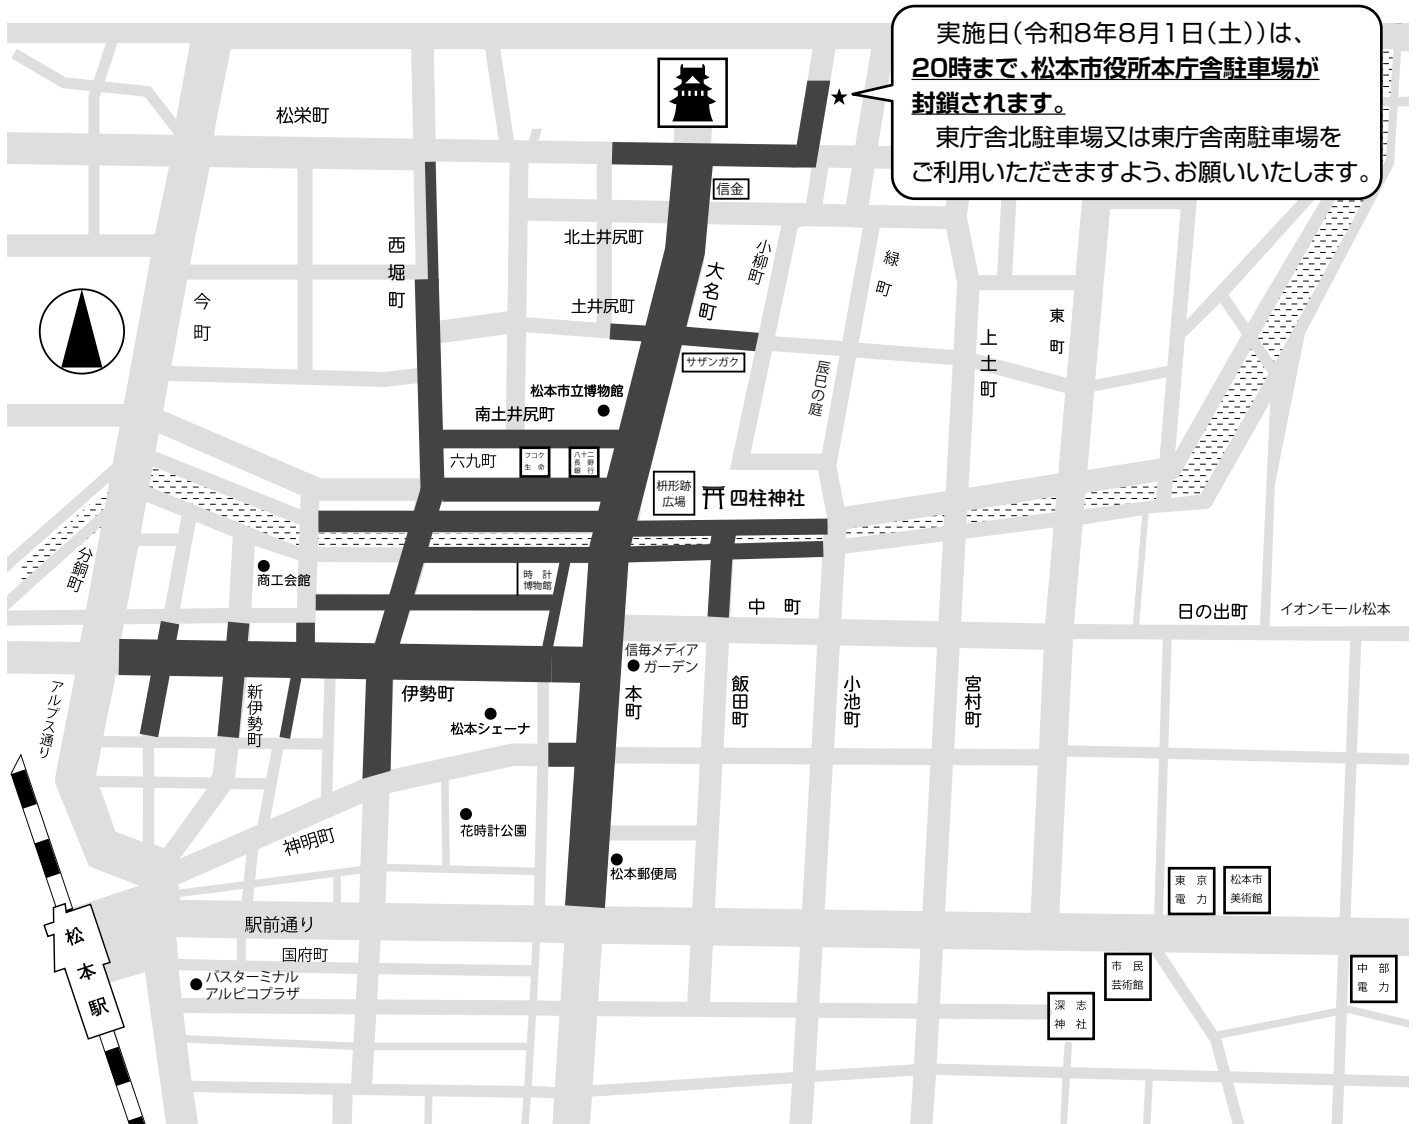 実施日(令和8年8月1日(土))は、
20時まで、松本市役所本庁舎駐車場が
封鎖されます。
東庁舎北駐車場又は東庁舎南駐車場を
ご利用いただきますよう、お願いいたします。
松栄町
信金
北土井尻町
西堀町
小柳町
緑町
大名町
今町
土井尻町
東町
上土町
サザンガク
辰巳の庭
松本市立博物館
南土井尻町
六九町
フコク
生命
八十二
長野
銀行
枡形跡
広場
四柱神社
分銅町
商工会館
時計
博物館
中町
日の出町
イオンモール松本
信毎メディア
ガーデン
アルプス通り
新伊勢町
伊勢町
本町
飯田町
小池町
宮村町
松本シェーナ
神明町
花時計公園
松本郵便局
東京
電力
松本市
美術館
駅前通り
国府町
松本駅
バスターミナル
アルピコプラザ
市民
芸術館
中部
電力
深志
神社